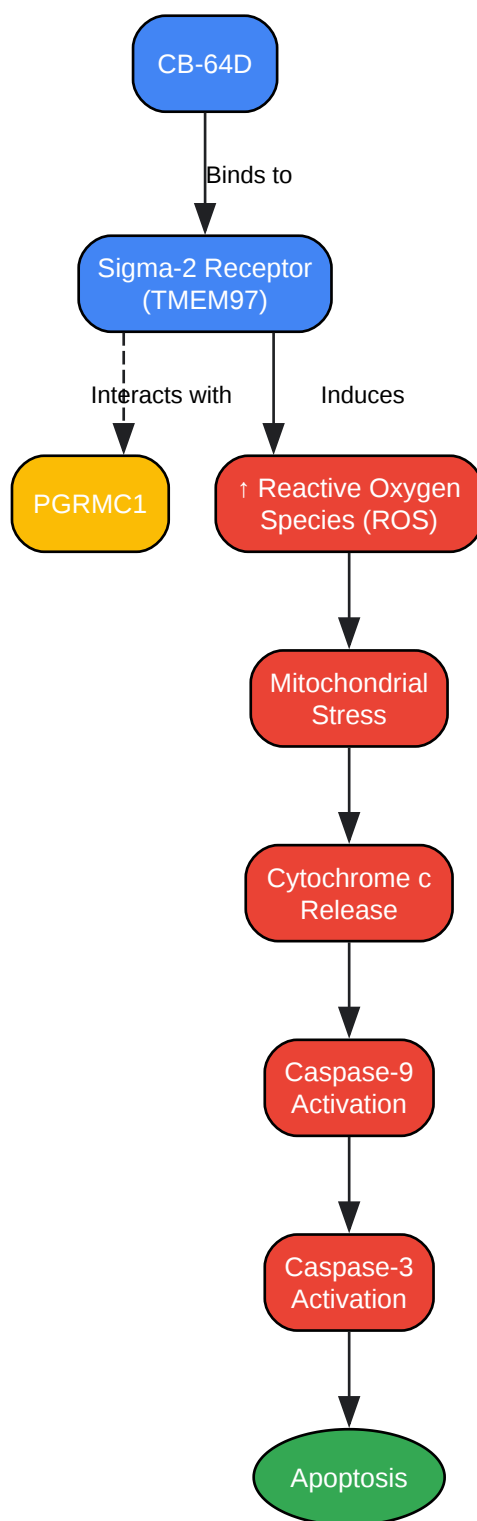 CB-64D
Binds to
Sigma-2 Receptor
(TMEM97)
Interacts with
Induces
PGRMC1
↑ Reactive Oxygen
Species (ROS)
Mitochondrial
Stress
Cytochrome c
Release
Caspase-9
Activation
Caspase-3
Activation
Apoptosis